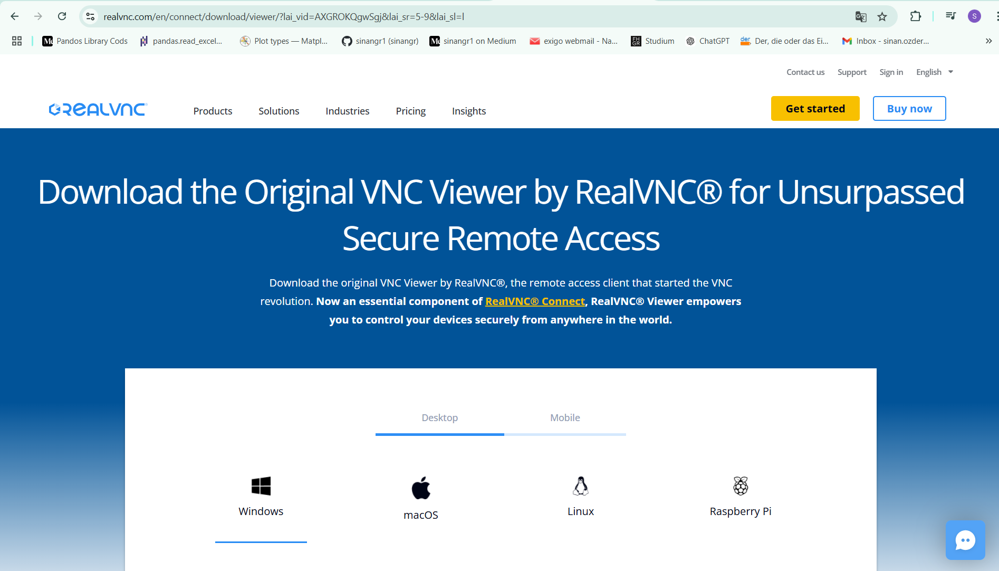 realvnc.com/en/connect/download/viewer/?lai_vid=AXGROKQgwSgj&lai_sr=5-9&lai_sl=l
S
Pandos Library Cods
pandas.read_excel...
Plot types — Matpl...
sinangr1 (sinangr)
sinangr1 on Medium
exigo webmail - Na...
FH GR
Studium
ChatGPT
der
Der, die oder das Ei...
Inbox - sinan.ozder...
Contact us Support Sign in English
REALVNC
Products Solutions Industries Pricing Insights
Get started Buy now
Download the Original VNC Viewer by RealVNC® for Unsurpassed
Secure Remote Access
Download the original VNC Viewer by RealVNC®, the remote access client that started the VNC
revolution. Now an essential component of RealVNC® Connect, RealVNC® Viewer empowers
you to control your devices securely from anywhere in the world.
Desktop Mobile
Windows macOS Linux Raspberry Pi